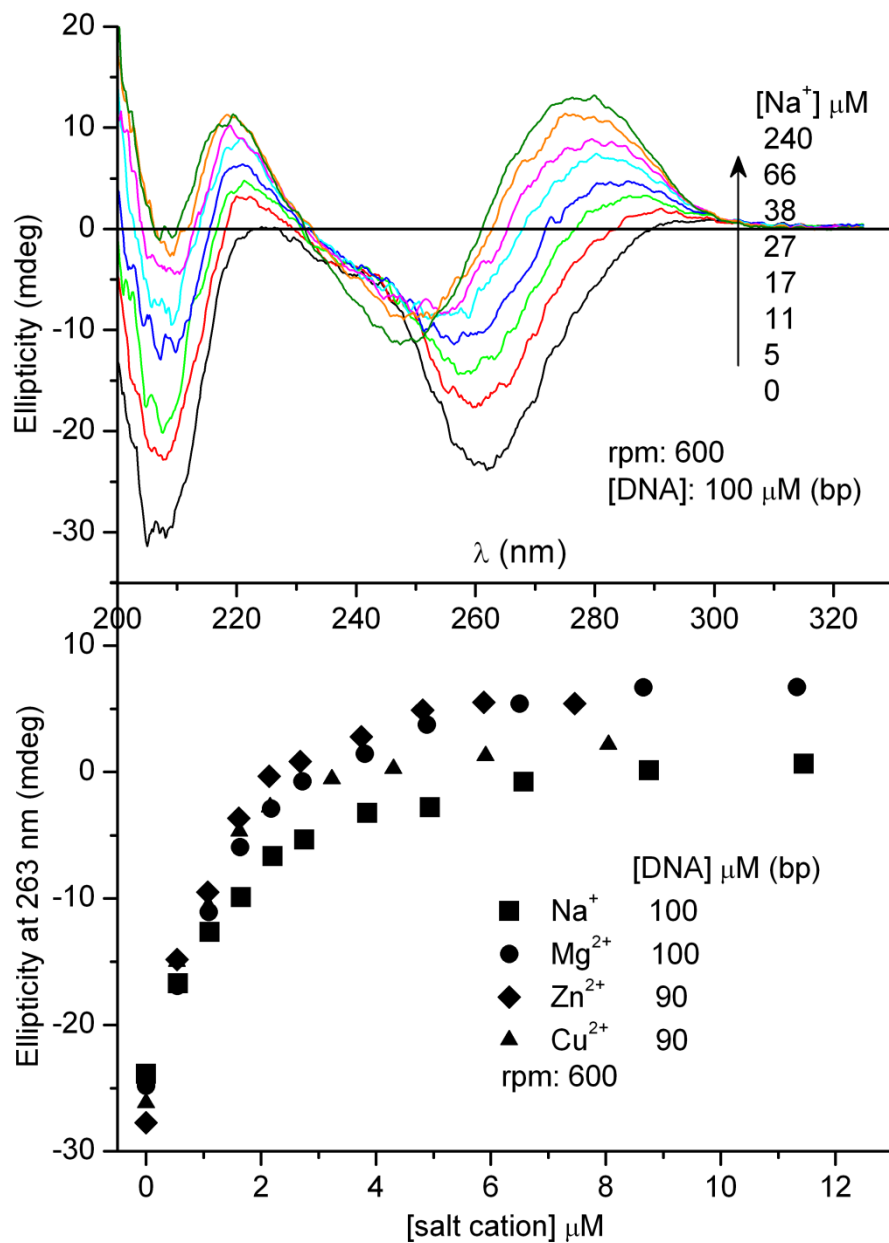 20
10
0
-10
-20
-30
Ellipticity (mdeg)
[Na⁺] μM
240
66
38
27
17
11
5
0
rpm: 600
[DNA]: 100 μM (bp)
λ (nm)
200 220 240 260 280 300 320
10
0
-10
-20
-30
Ellipticity at 263 nm (mdeg)
[DNA] μM (bp)
Na⁺ 100
Mg²⁺ 100
Zn²⁺ 90
Cu²⁺ 90
rpm: 600
0 2 4 6 8 10 12
[salt cation] μM